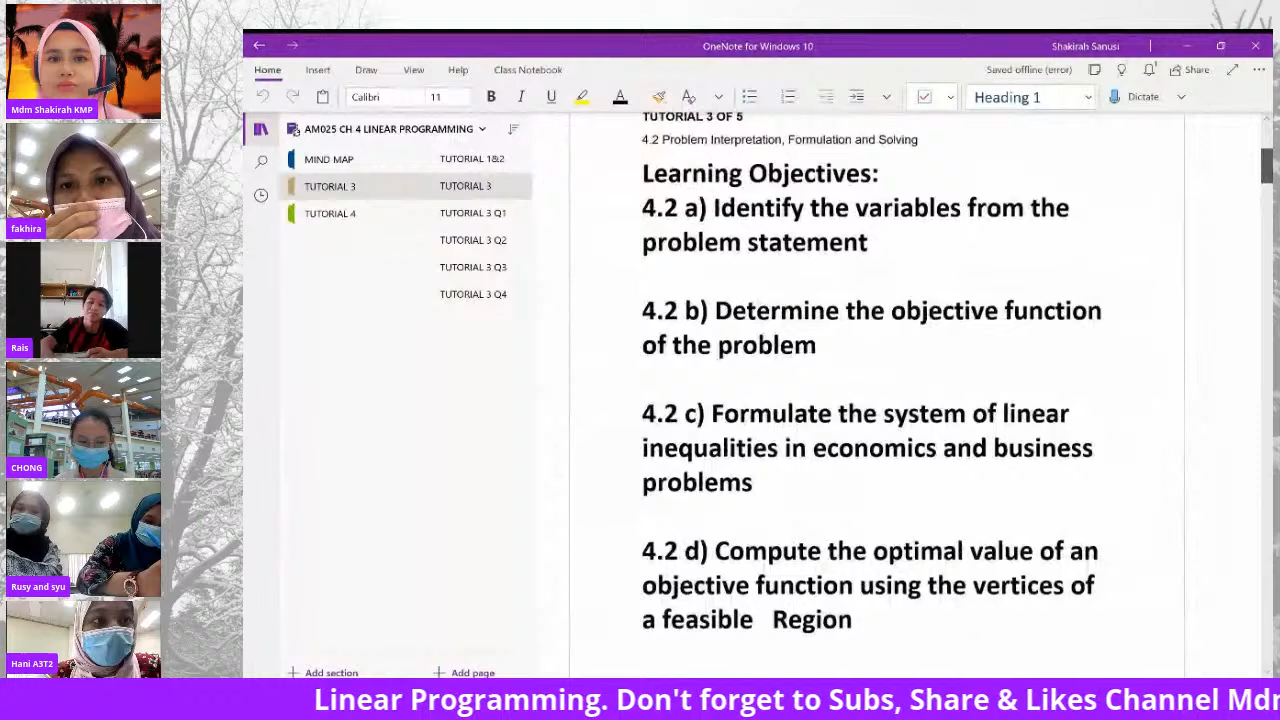 Mdm Shakirah KMP
fakhira
Rais
CHONG
Rusy and syu
Hani A3T2
OneNote for Windows 10
Shakirah Sanusi
Home Insert Draw View Help Class Notebook
Saved offline (error)
Share
Calibri 11 I U A Heading 1 Dictate
AM025 CH 4 LINEAR PROGRAMMING
MIND MAP
TUTORIAL 3
TUTORIAL 4
TUTORIAL 1&2
TUTORIAL 3
TUTORIAL 3 Q1
TUTORIAL 3 Q2
TUTORIAL 3 Q3
TUTORIAL 3 Q4
Add section
Add page
TUTORIAL 3 OF 5
4.2 Problem Interpretation, Formulation and Solving
Learning Objectives:
4.2 a) Identify the variables from the
problem statement
4.2 b) Determine the objective function
of the problem
4.2 c) Formulate the system of linear
inequalities in economics and business
problems
4.2 d) Compute the optimal value of an
objective function using the vertices of
a feasible Region
Linear Programming. Don't forget to Subs, Share & Likes Channel Mdm